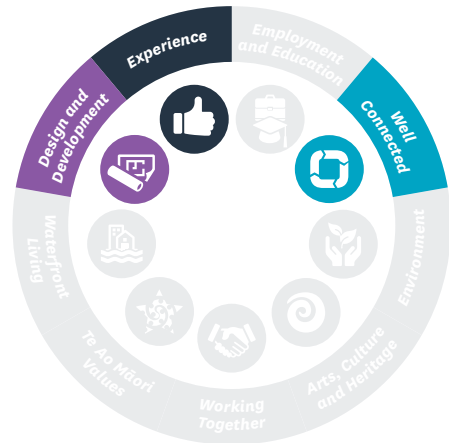 Experience
Employment
and Education
Well
Connected
Environment
Arts, Culture
and Heritage
Working
Together
Te Ao Māori
Values
Waterfront
Living
Design and
Development